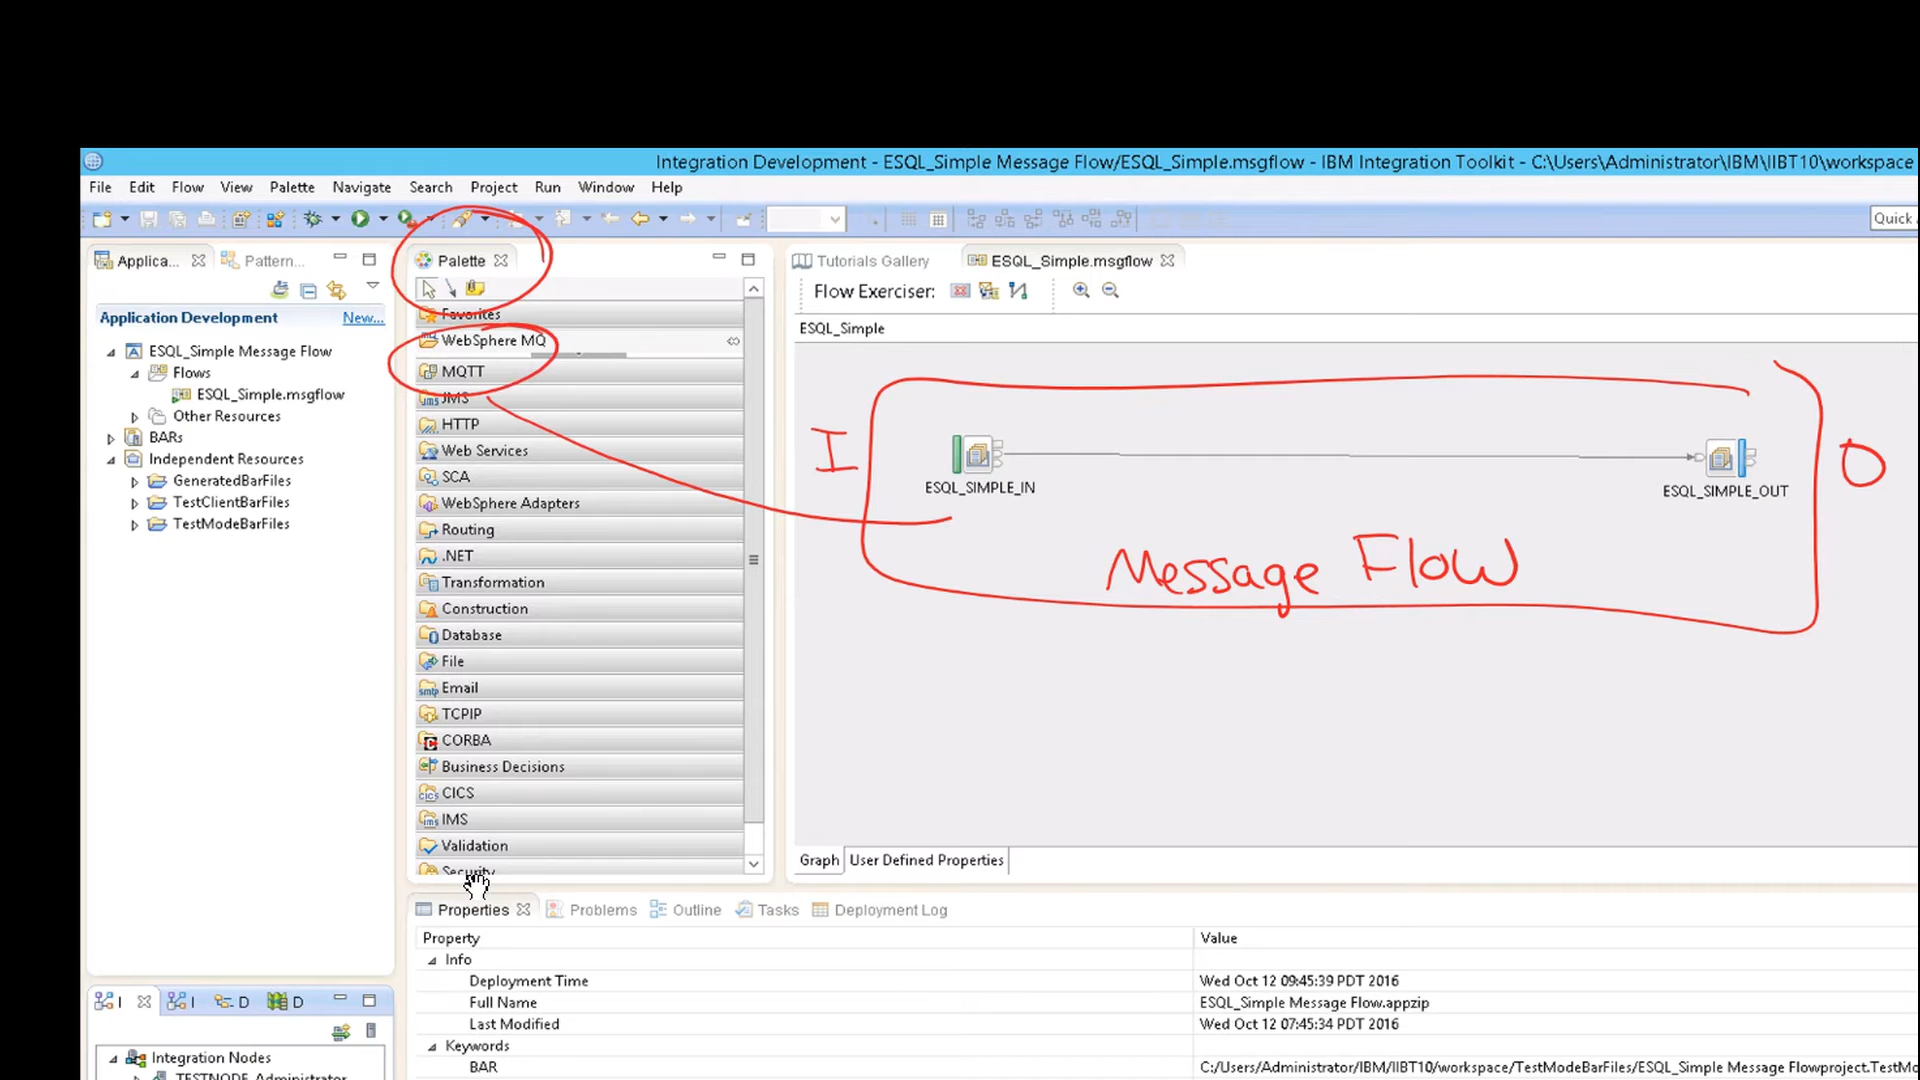 Integration Development - ESQL_Simple Message Flow/ESQL_Simple.msgflow - IBM Integration Toolkit - C:\Users\Administrator\IBM\IIBT10\workspace
File Edit Flow View Palette Navigate Search Project Run Window Help
Quick
Applica... Pattern...
Application Development New...
ESQL_Simple Message Flow
Flows
ESQL_Simple.msgflow
Other Resources
BARs
Independent Resources
GeneratedBarFiles
TestClientBarFiles
TestModeBarFiles
Palette
Favorites
WebSphere MQ
MQTT
JMS
HTTP
Web Services
SCA
WebSphere Adapters
Routing
.NET
Transformation
Construction
Database
File
Email
TCPIP
CORBA
Business Decisions
CICS
IMS
Validation
Security
Tutorials Gallery ESQL_Simple.msgflow
Flow Exerciser:
ESQL_Simple
I
O
ESQL_SIMPLE_IN
ESQL_SIMPLE_OUT
Message Flow
Graph User Defined Properties
Properties Problems Outline Tasks Deployment Log
Property Value
Info
Deployment Time Wed Oct 12 09:45:39 PDT 2016
Full Name ESQL_Simple Message Flow.appzip
Last Modified Wed Oct 12 07:45:34 PDT 2016
Keywords
BAR C:/Users/Administrator/IBM/IIBT10/workspace/TestModeBarFiles/ESQL_Simple Message Flowproject.TestMo
I I D D
Integration Nodes
TESTNODE_Administrator